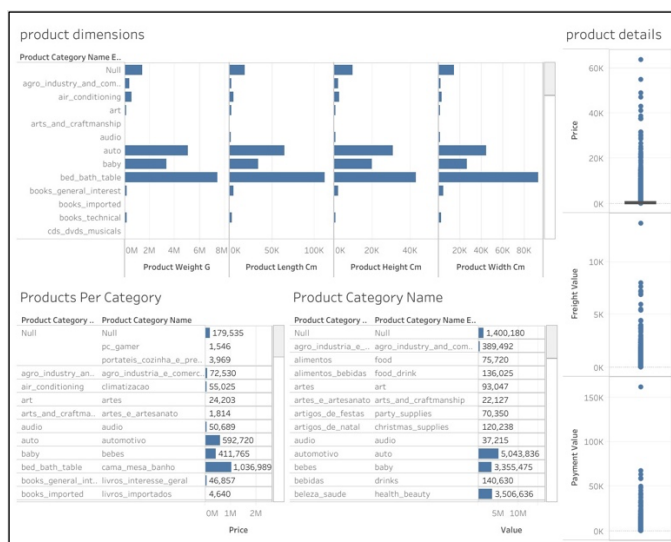 product dimensions
Product Category Name E..
Null
agro_industry_and_com..
air_conditioning
art
arts_and_craftmanship
audio
auto
baby
bed_bath_table
books_general_interest
books_imported
books_technical
cds_dvds_musicals
0M 2M 4M 6M 8M 0K 50K 100K 0K 20K 40K 20K 40K 60K 80K
Product Weight G Product Length Cm Product Height Cm Product Width Cm
Products Per Category
Product Category .. Product Category Name
Null Null 179,535
pc_gamer 1,546
portateis_cozinha_e_pre.. 3,969
agro_industry_an.. agro_industria_e_comerc.. 72,530
air_conditioning climatizacao 55,025
art artes 24,203
arts_and_craftma.. artes_e_artesanato 1,814
audio audio 50,689
auto automotivo 592,720
baby bebes 411,765
bed_bath_table cama_mesa_banho 1,036,989
books_general_int.. livros_interesse_geral 46,857
books_imported livros_importados 4,640
0M 1M 2M
Price
Product Category Name
Product Category .. Product Category Name E..
Null Null 1,400,180
agro_industria_e_.. agro_industry_and_com.. 389,492
alimentos food 75,720
alimentos_bebidas food_drink 136,025
artes art 93,047
artes_e_artesanato arts_and_craftmanship 22,127
artigos_de_festas party_supplies 70,350
artigos_de_natal christmas_supplies 120,238
audio audio 37,215
automotivo auto 5,043,836
bebes baby 3,355,475
bebidas drinks 140,630
beleza_saude health_beauty 3,506,636
5M 10M
Value
product details
60K
40K
20K
0K
Price
10K
5K
0K
Freight Value
150K
100K
50K
0K
Payment Value